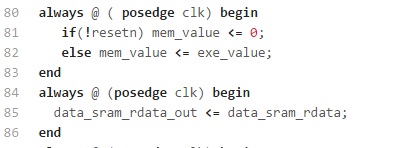 80 always @ ( posedge clk) begin
81 if(!resetn) mem_value <= 0;
82 else mem_value <= exe_value;
83 end
84 always @ (posedge clk) begin
85 data_sram_rdata_out <= data_sram_rdata;
86 end